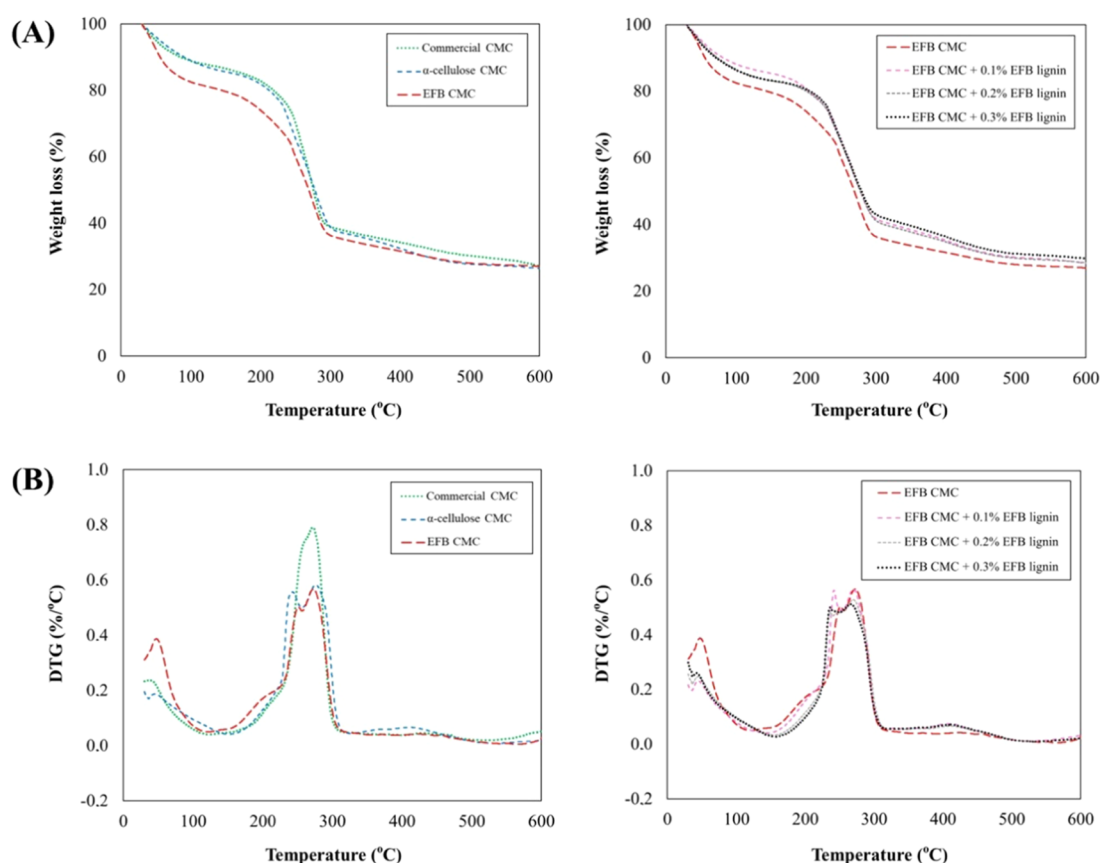 (A)
100
80
60
40
20
0
Weight loss (%)
0 100 200 300 400 500 600
Temperature (°C)
Commercial CMC
α-cellulose CMC
EFB CMC
100
80
60
40
20
0
Weight loss (%)
0 100 200 300 400 500 600
Temperature (°C)
EFB CMC
EFB CMC + 0.1% EFB lignin
EFB CMC + 0.2% EFB lignin
EFB CMC + 0.3% EFB lignin
(B)
1.0
0.8
0.6
0.4
0.2
0.0
-0.2
DTG (%/°C)
0 100 200 300 400 500 600
Temperature (°C)
Commercial CMC
α-cellulose CMC
EFB CMC
1.0
0.8
0.6
0.4
0.2
0.0
-0.2
DTG (%/°C)
0 100 200 300 400 500 600
Temperature (°C)
EFB CMC
EFB CMC + 0.1% EFB lignin
EFB CMC + 0.2% EFB lignin
EFB CMC + 0.3% EFB lignin